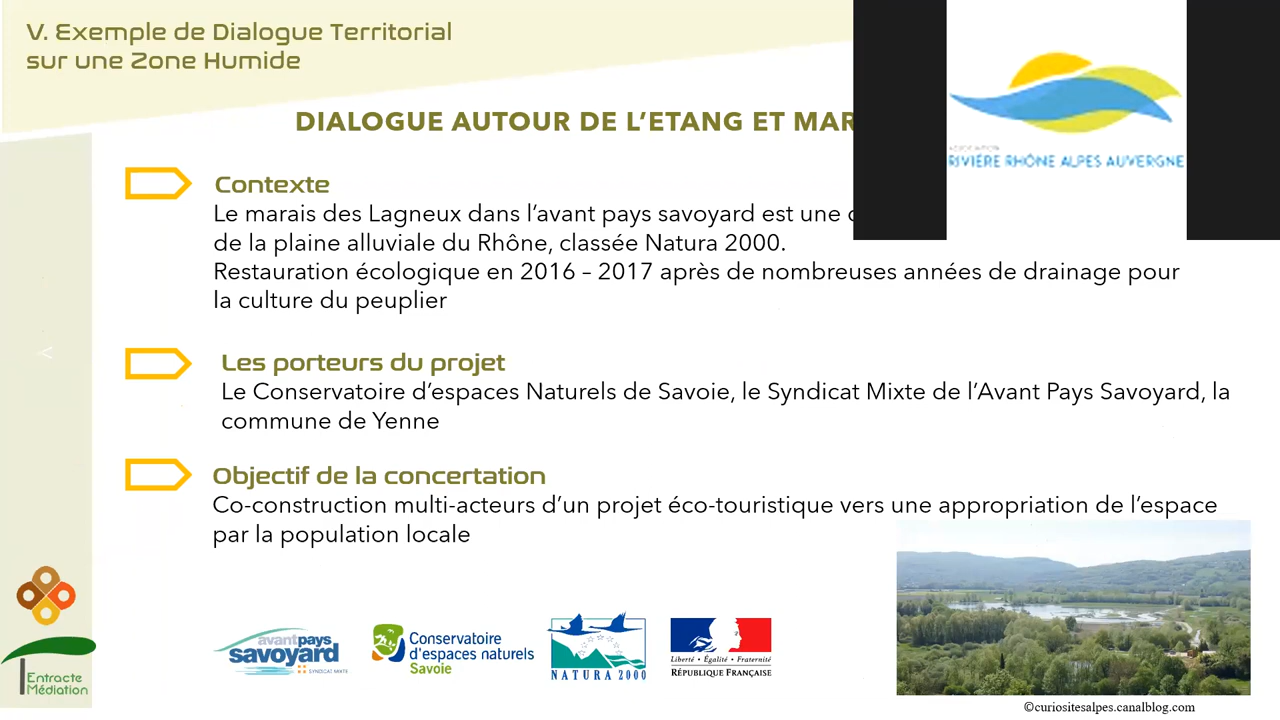 V. Exemple de Dialogue Territorial
sur une Zone Humide
DIALOGUE AUTOUR DE L’ETANG ET MAR
ASSOCIATION
RIVIÈRE RHÔNE ALPES AUVERGNE
Contexte
Le marais des Lagneux dans l’avant pays savoyard est une
de la plaine alluviale du Rhône, classée Natura 2000.
Restauration écologique en 2016 – 2017 après de nombreuses années de drainage pour
la culture du peuplier
<
Les porteurs du projet
Le Conservatoire d’espaces Naturels de Savoie, le Syndicat Mixte de l’Avant Pays Savoyard, la
commune de Yenne
Objectif de la concertation
Co-construction multi-acteurs d’un projet éco-touristique vers une appropriation de l’espace
par la population locale
Entracte
Médiation
avantpays
savoyard
SYNDICAT MIXTE
Conservatoire
d’espaces naturels
Savoie
NATURA 2000
Liberté • Égalité • Fraternité
RÉPUBLIQUE FRANÇAISE
©curiositesalpes.canalblog.com